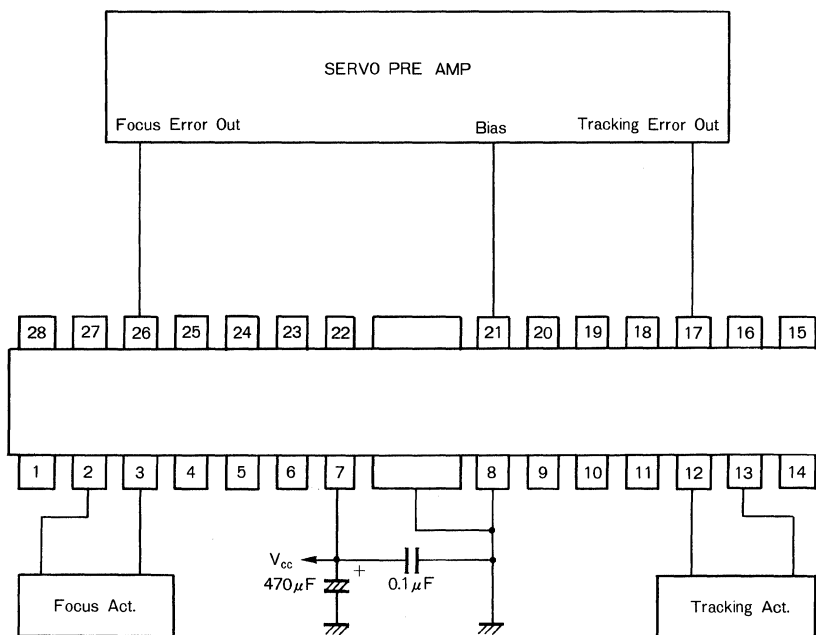 SERVO PRE AMP
Focus Error Out Bias Tracking Error Out
28 27 26 25 24 23 22 21 20 19 18 17 16 15
1 2 3 4 5 6 7 8 9 10 11 12 13 14
Vcc + 
470μF 0.1μF
Focus Act. Tracking Act.